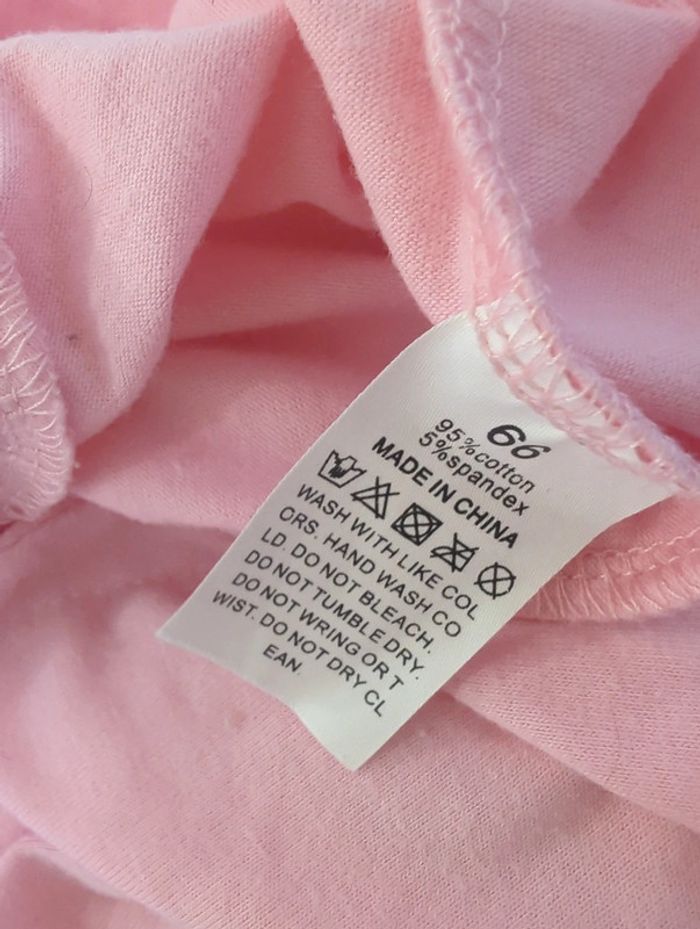 66
95%cotton
5%spandex
MADE IN CHINA
WASH WITH LIKE COL
ORS. HAND WASH CO
LD. DO NOT BLEACH.
DO NOT TUMBLE DRY.
DO NOT WRING OR T
WIST. DO NOT DRY CL
EAN.